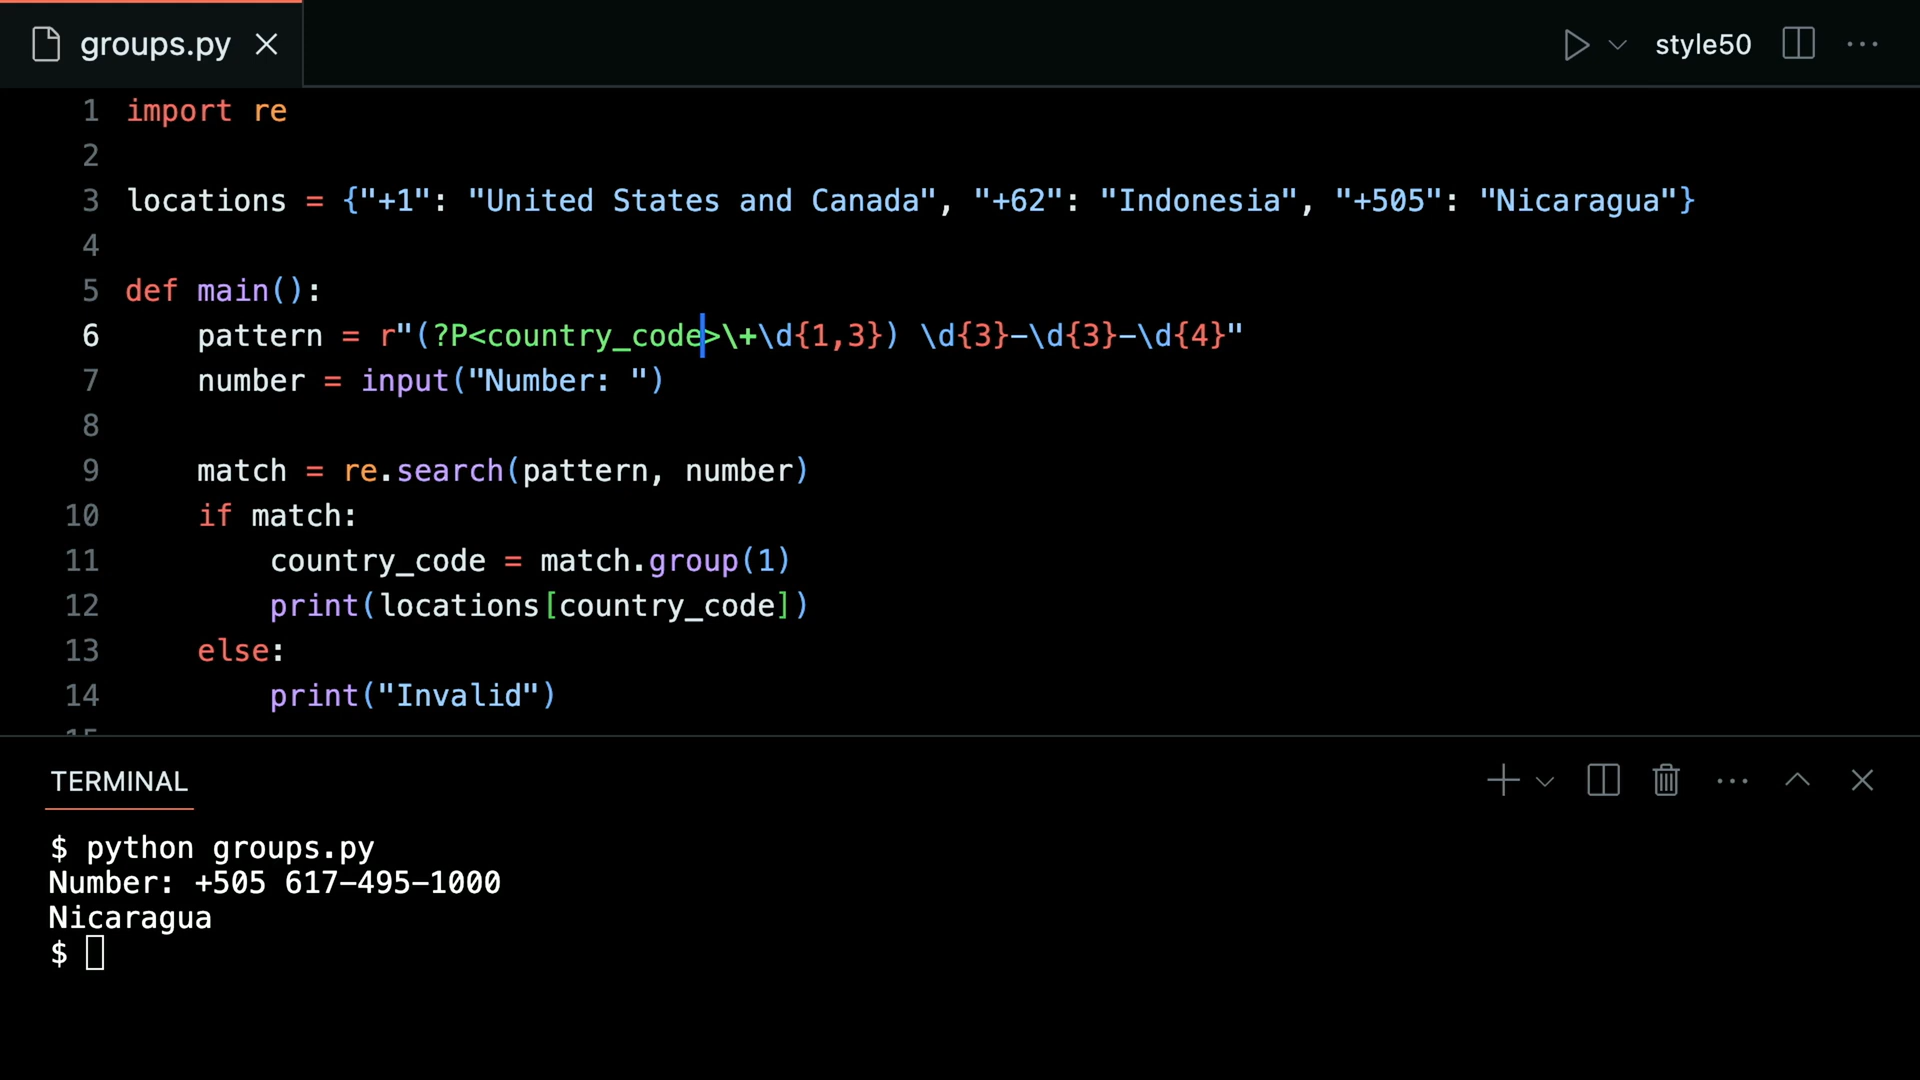 groups.py
style50
1 import re
2
3 locations = {"+1": "United States and Canada", "+62": "Indonesia", "+505": "Nicaragua"}
4
5 def main():
6     pattern = r"(?P<country_code>\+\d{1,3}) \d{3}-\d{3}-\d{4}"
7     number = input("Number: ")
8
9     match = re.search(pattern, number)
10     if match:
11         country_code = match.group(1)
12         print(locations[country_code])
13     else:
14         print("Invalid")
15
TERMINAL
$ python groups.py
Number: +505 617-495-1000
Nicaragua
$